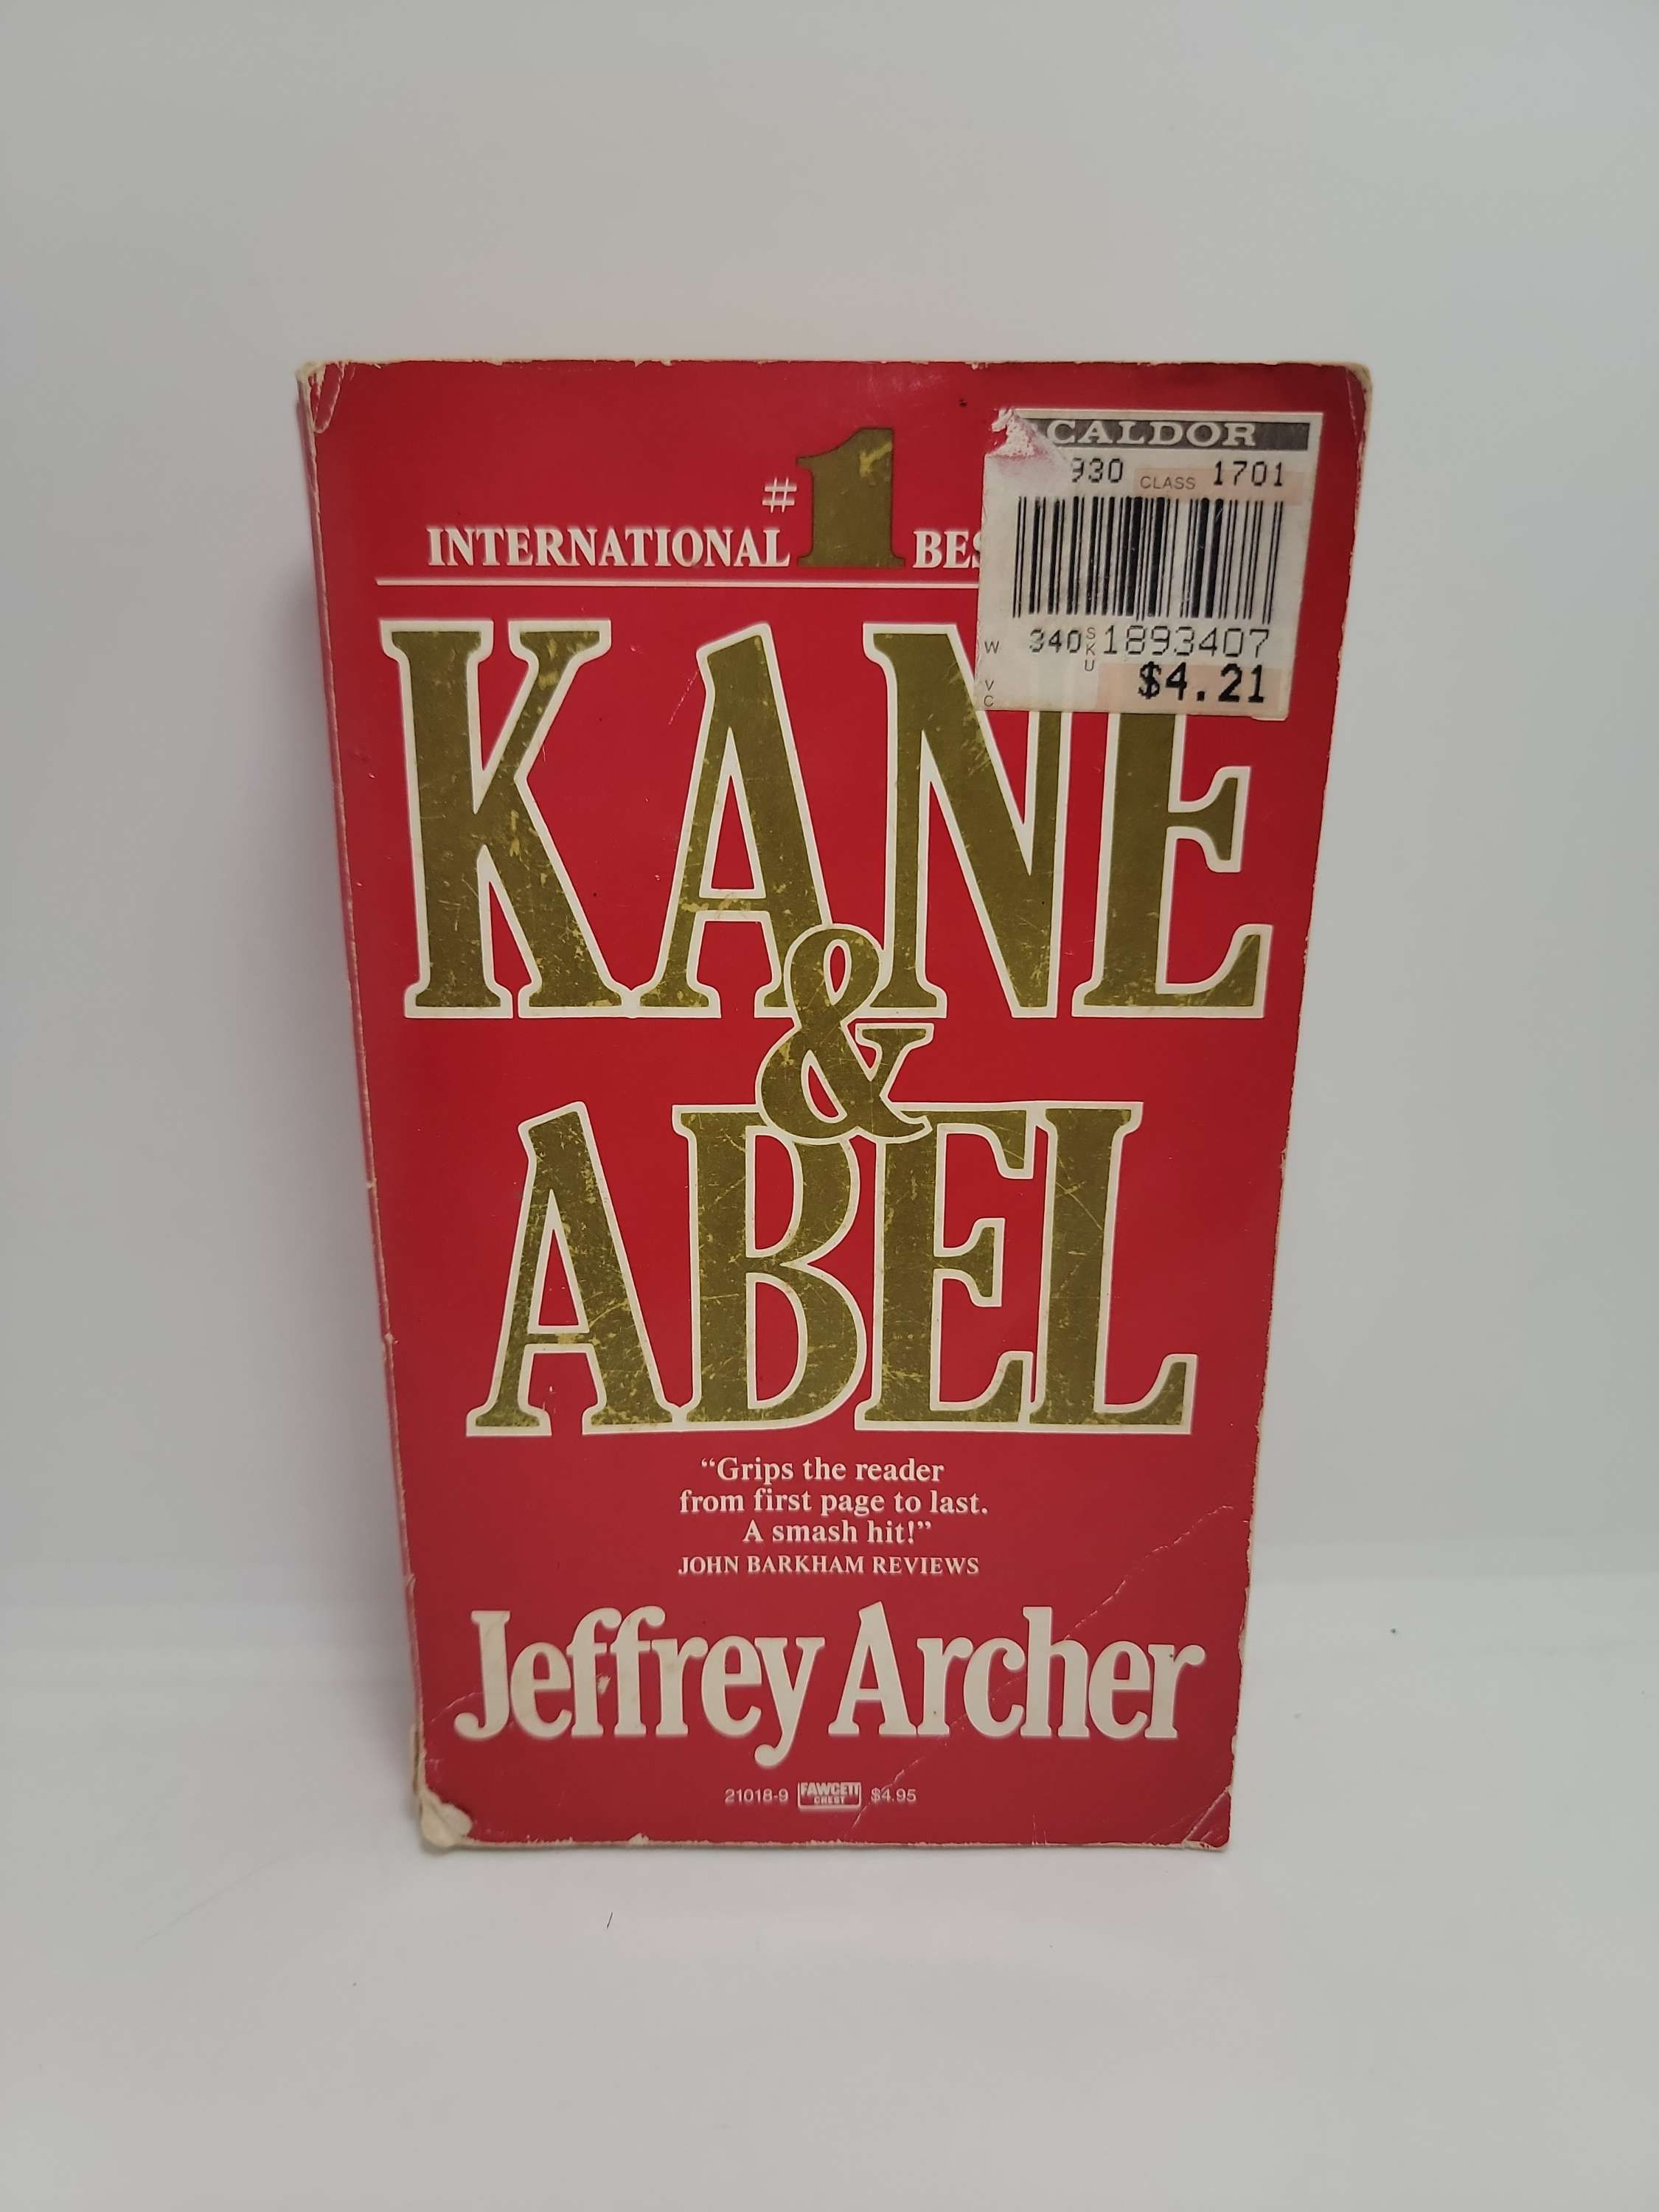 #1
INTERNATIONAL BES
CALDOR
930 CLASS 1701
W 340 SKU 1893407
VC $4.21
KANE
&
ABEL
“Grips the reader
from first page to last.
A smash hit!”
JOHN BARKHAM REVIEWS
Jeffrey Archer
21018-9 FAWCETT CREST $4.95